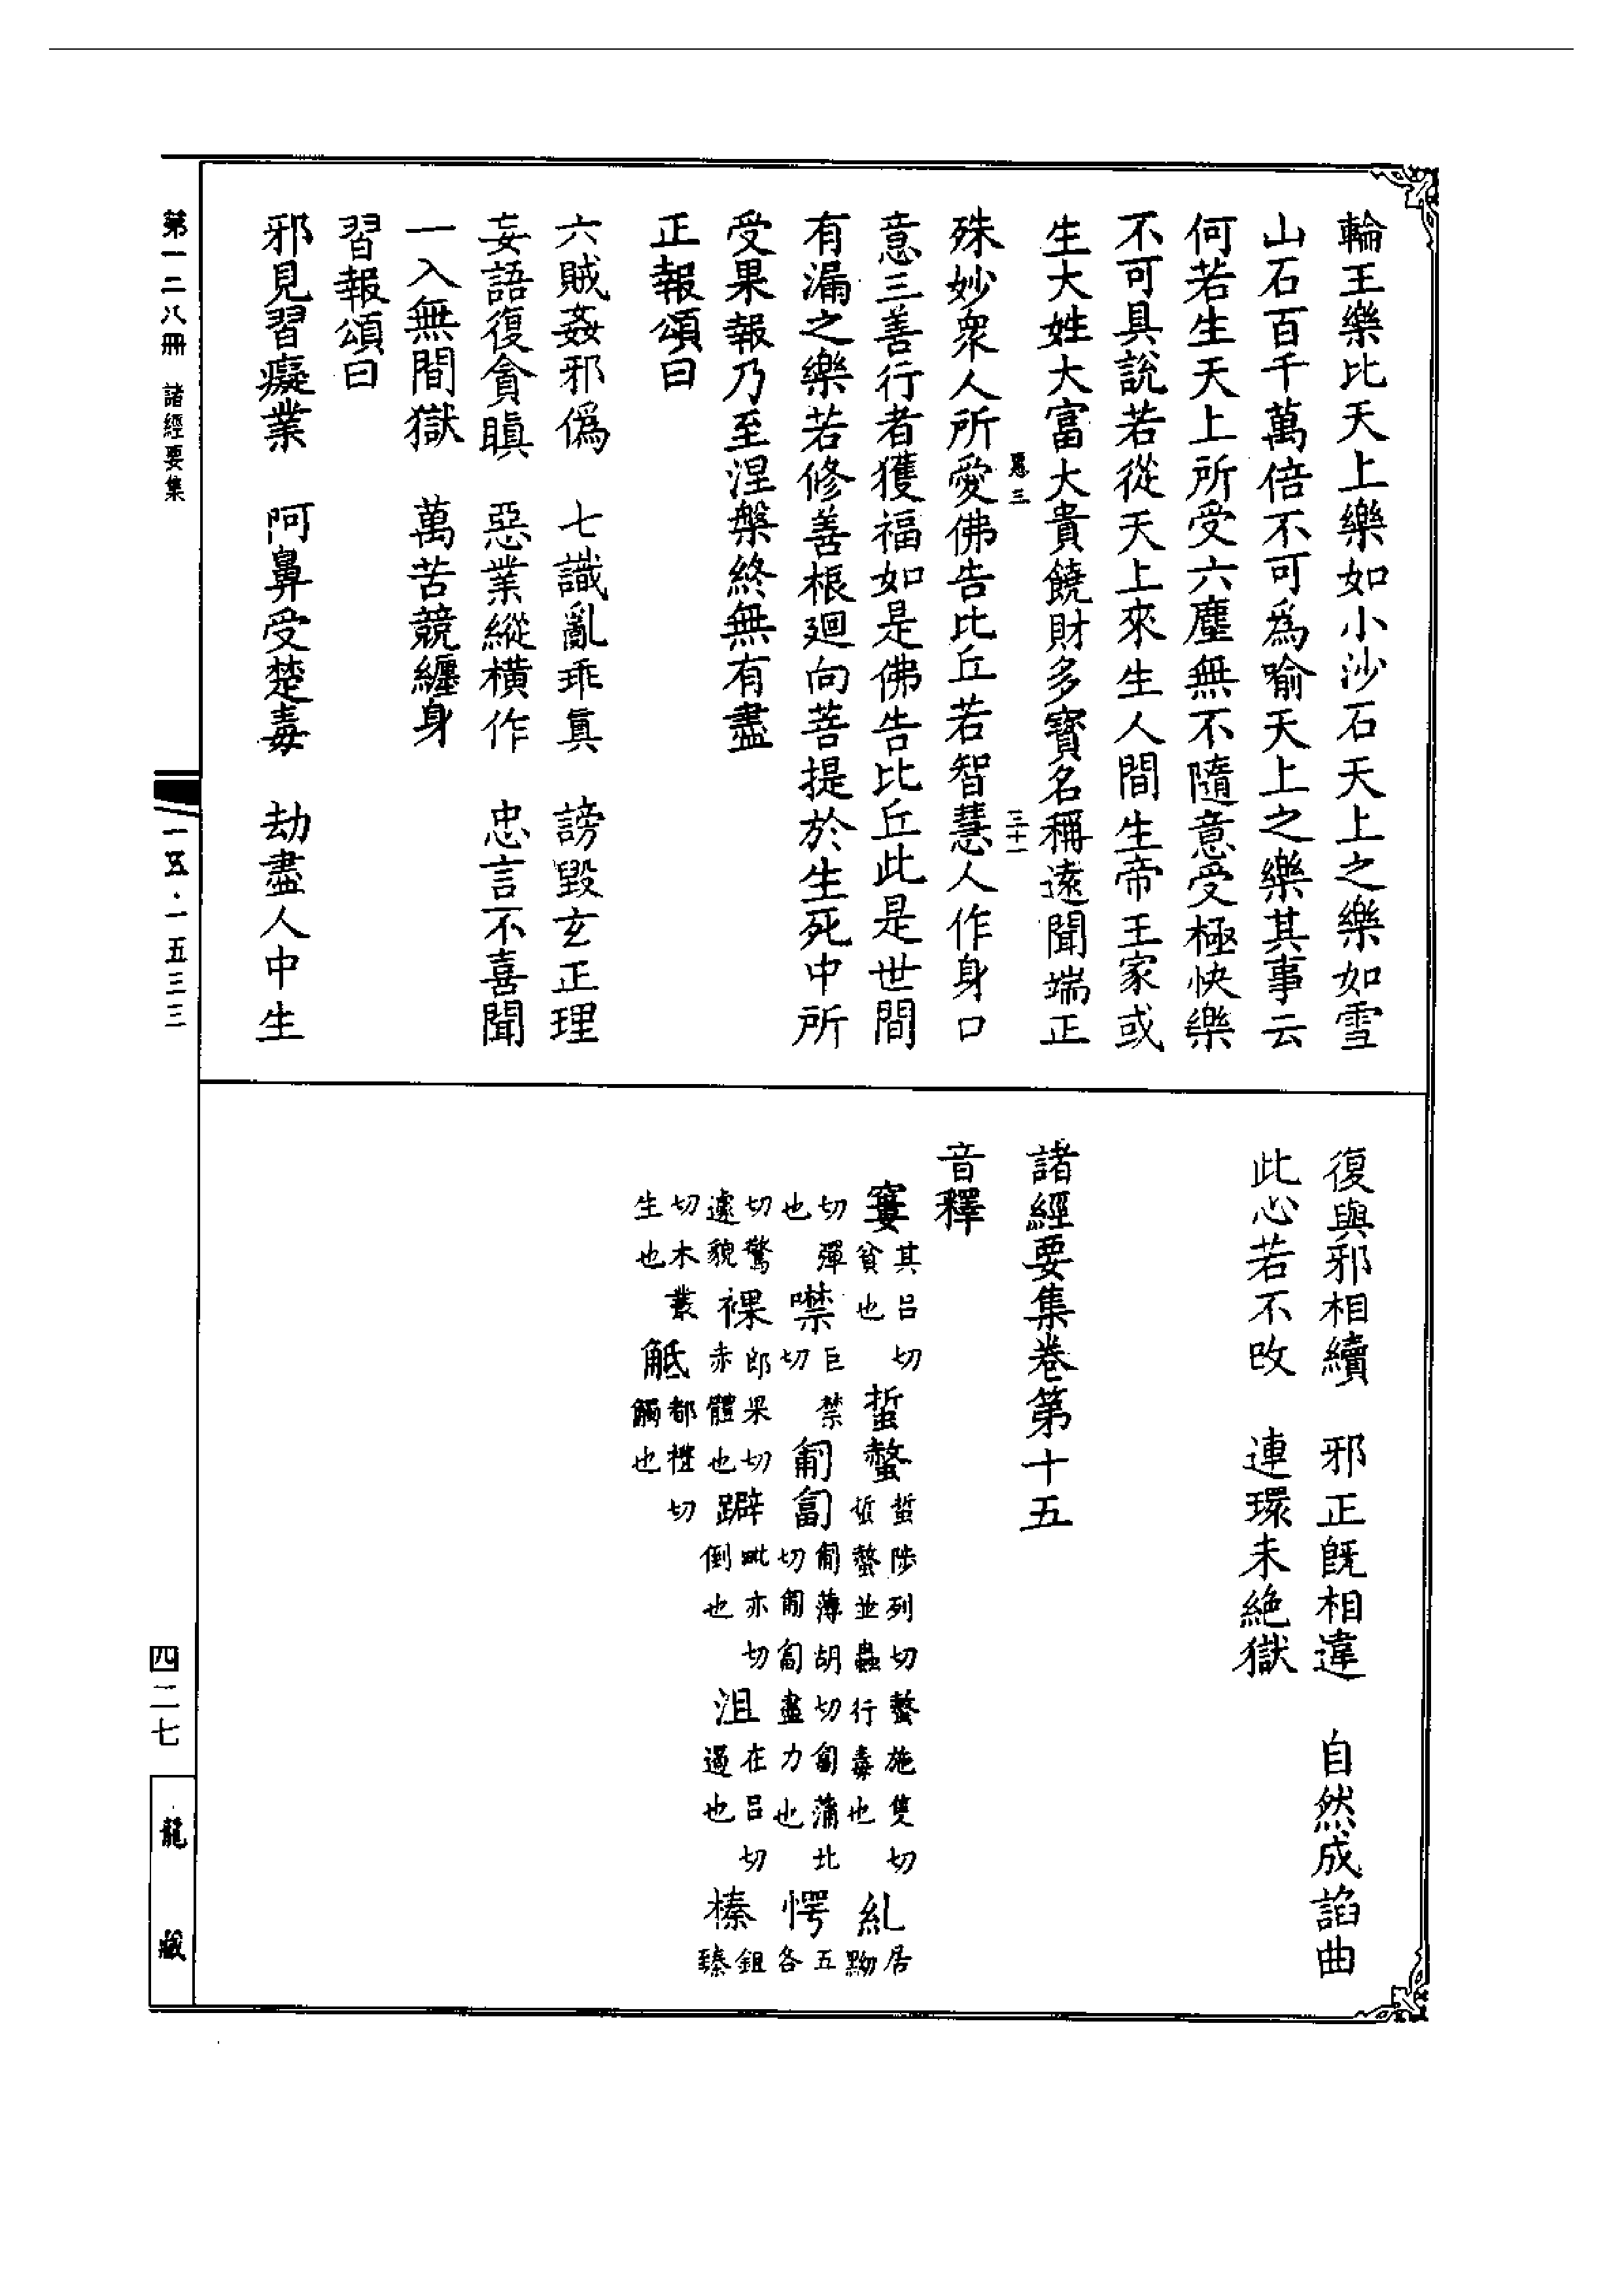 輪王樂比天上樂如小沙石天上之樂如雪
山石百千萬倍不可爲喻天上之樂其事云
何若生天上所受六塵無不隨意受極快樂
不可具說若從天上來生人間生帝王家或
生大姓大富大貴饒財多寳名稱遠聞端正
三十一
殊妙衆人所愛佛告比丘若智慧人作身口
意三善行者獲福如是佛告比丘此是世間
有漏之樂若修善根廻向菩提於生死中所
受果報乃至涅槃終無有盡
正報頌曰
六賊姦邪僞　七識亂乖眞　謗毀玄正理
妄語復貪瞋　惡業縱橫作　忠言不喜聞
一入無間獄　萬苦競纏身
習報頌曰
邪見習癡業　阿鼻受楚毒　劫盡人中生
復與邪相續　邪正旣相違　自然成諂曲
此心若不改　連環未絶獄
諸經要集卷第十五
音釋
窶其呂切貧也　蜇螫蜇陟列切螫施隻切蜇螫並蟲行毒也　糺居黝
切彈也　噤巨禁切　匍匐匍薄胡切匐蒲北切匍匐盡力也　愕五各
切驚遽貌　裸郎果切赤體也　躃毗亦切倒也　沮在呂切遏也　榛鉏臻
切木叢生也　觝都禮切觸也
第一二八冊　諸經要集
一五·一五三三
四二七
龍藏